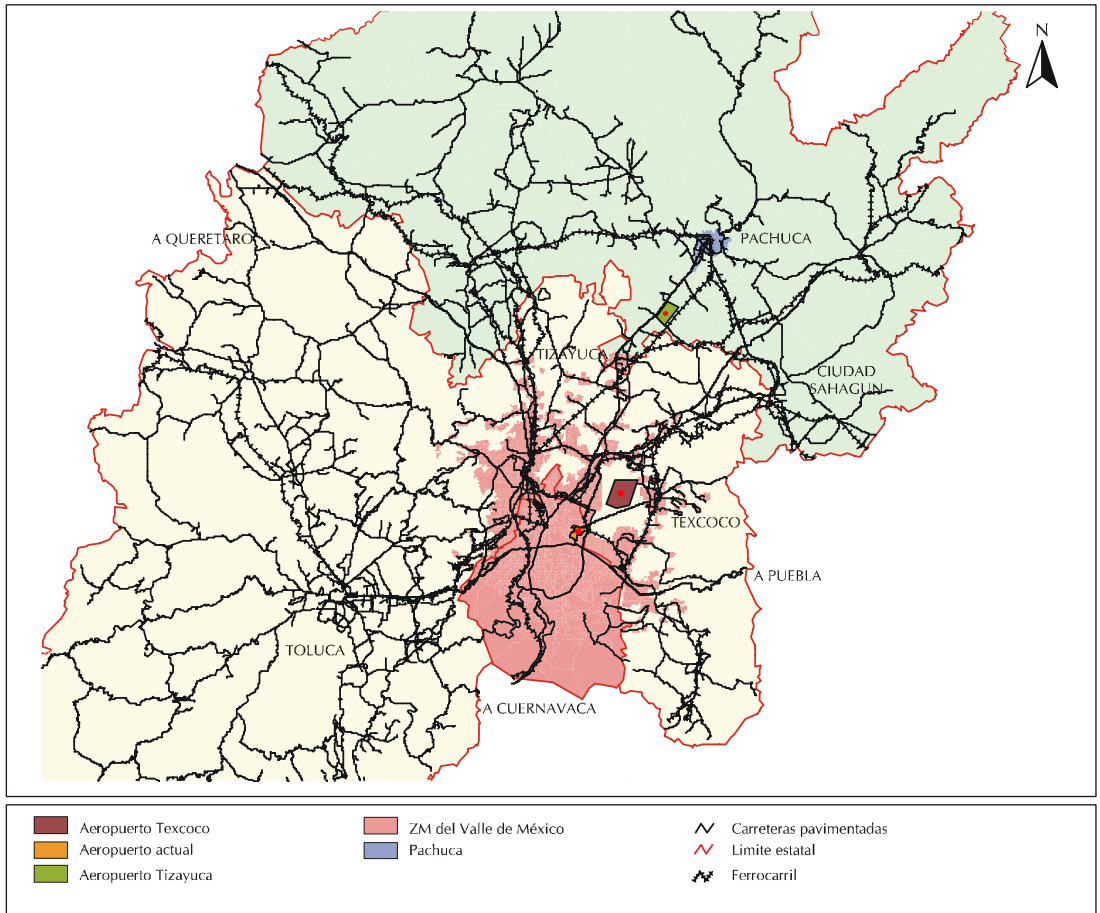 N
A QUERETARO
PACHUCA
TIZAYUCA
CIUDAD
SAHAGUN
TEXCOCO
A PUEBLA
TOLUCA
A CUERNAVACA
Aeropuerto Texcoco
Aeropuerto actual
Aeropuerto Tizayuca
ZM del Valle de México
Pachuca
Carreteras pavimentadas
Limite estatal
Ferrocarril